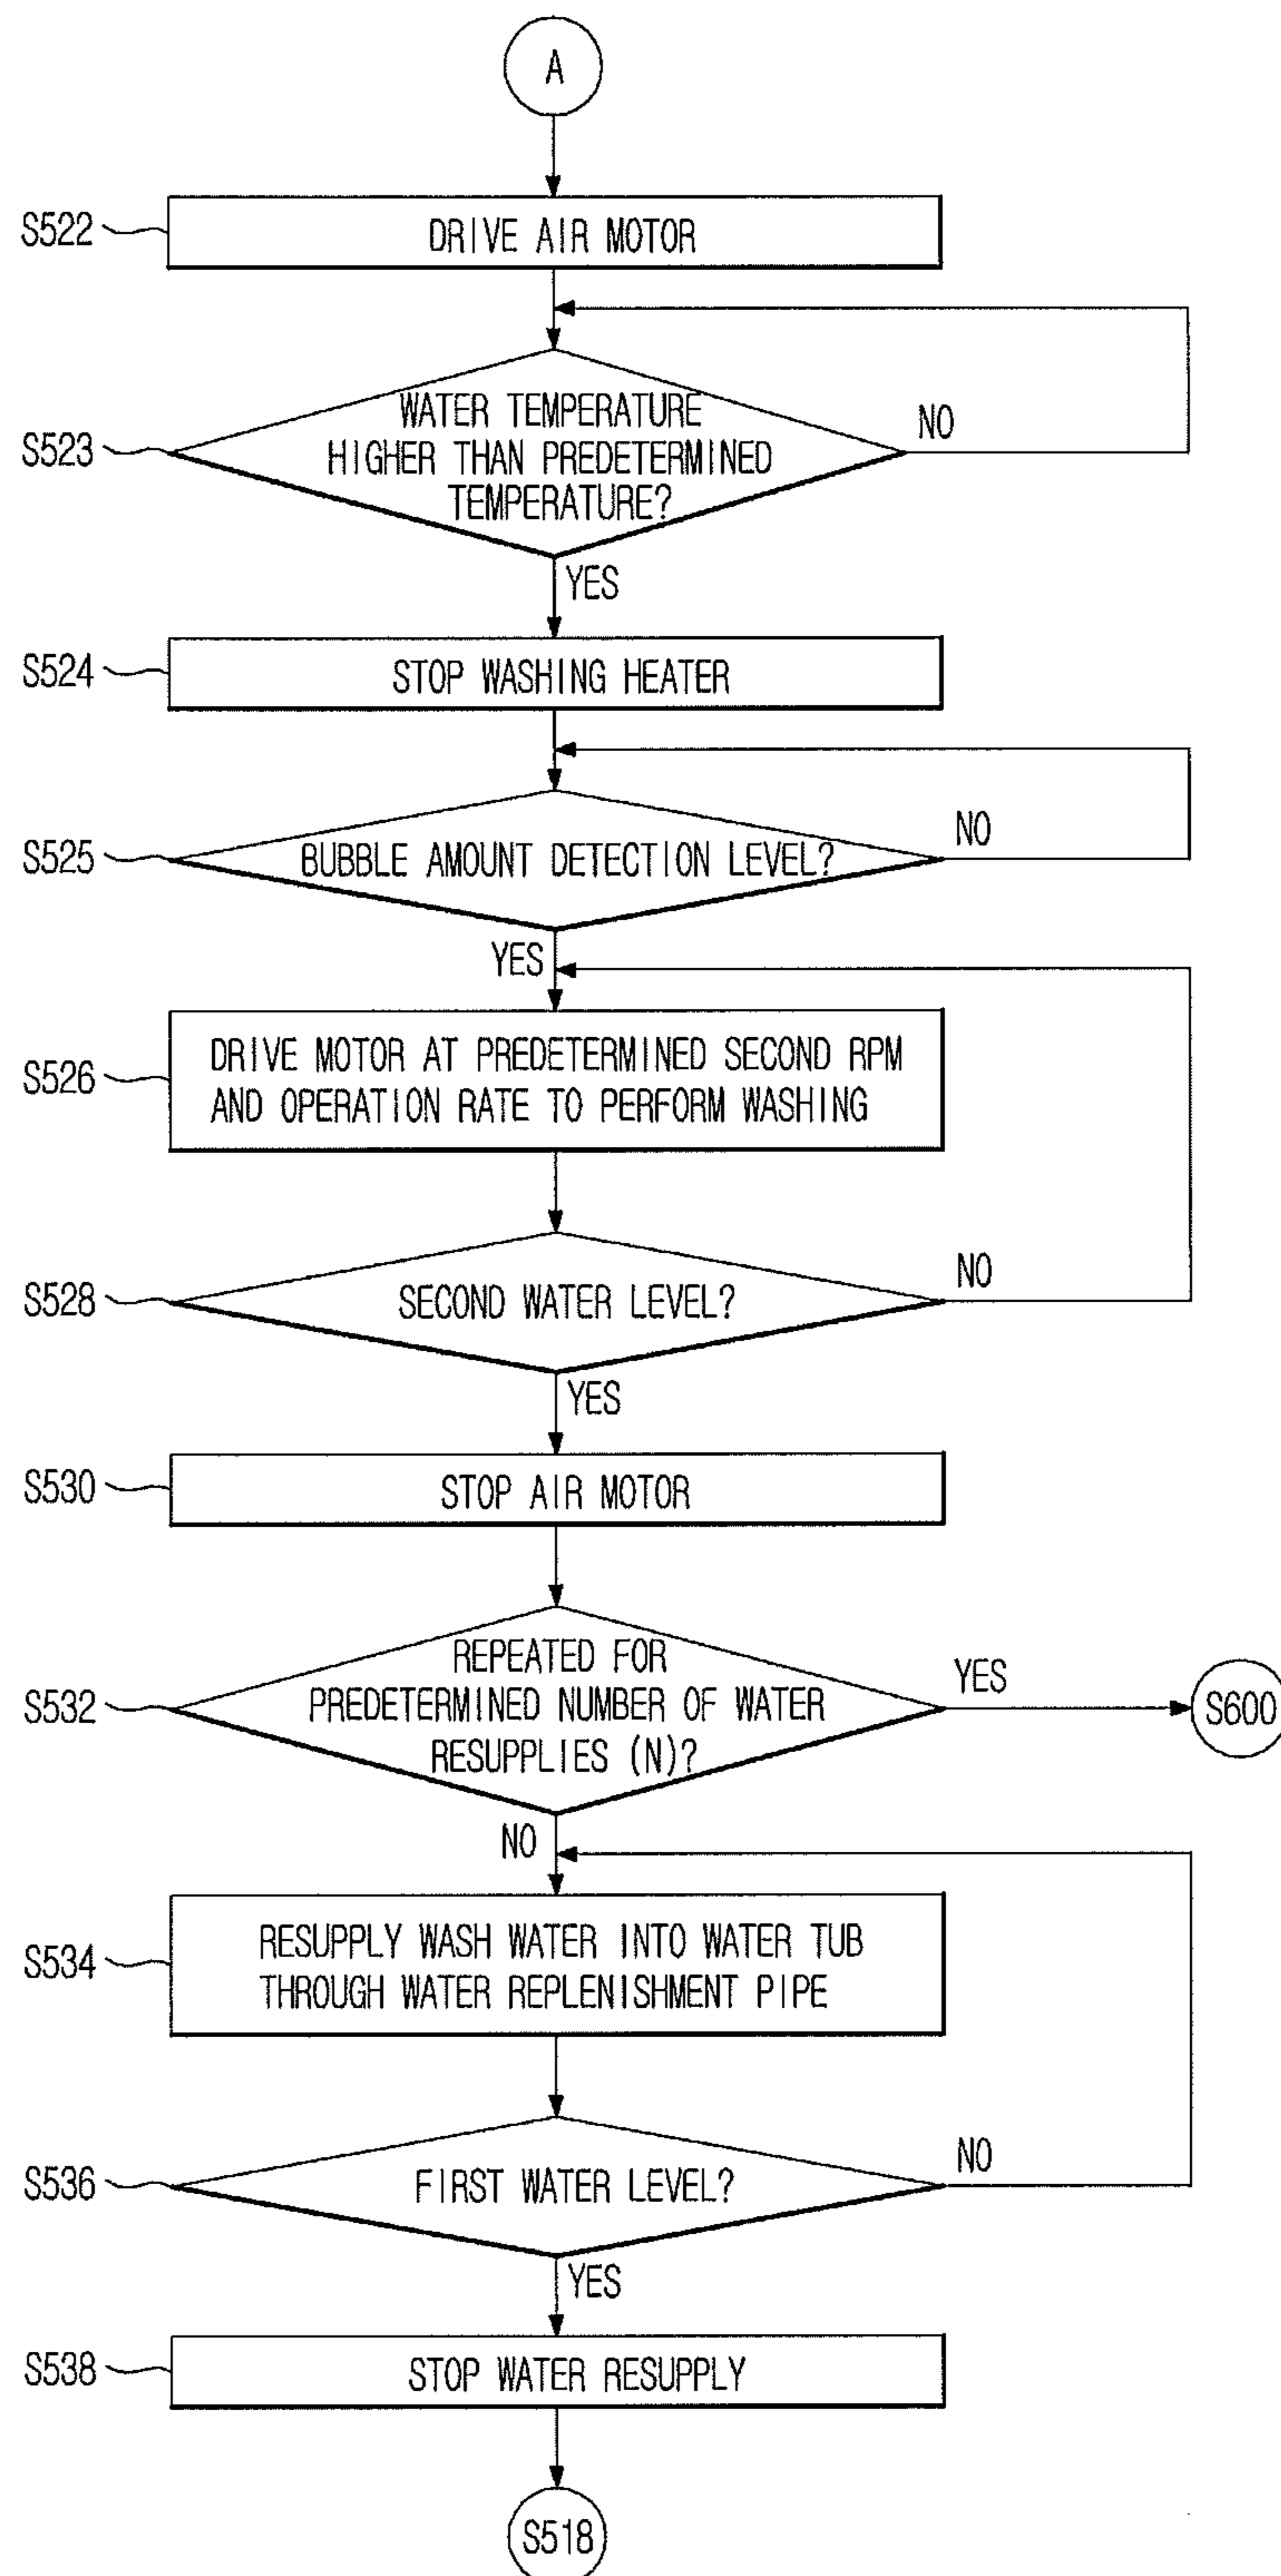 A
S522
DRIVE AIR MOTOR
S523
WATER TEMPERATURE
HIGHER THAN PREDETERMINED
TEMPERATURE?
NO
YES
S524
STOP WASHING HEATER
S525
BUBBLE AMOUNT DETECTION LEVEL?
NO
YES
S526
DRIVE MOTOR AT PREDETERMINED SECOND RPM
AND OPERATION RATE TO PERFORM WASHING
S528
SECOND WATER LEVEL?
NO
YES
S530
STOP AIR MOTOR
S532
REPEATED FOR
PREDETERMINED NUMBER OF WATER
RESUPPLIES (N)?
YES
S600
NO
S534
RESUPPLY WASH WATER INTO WATER TUB
THROUGH WATER REPLENISHMENT PIPE
S536
FIRST WATER LEVEL?
NO
YES
S538
STOP WATER RESUPPLY
S518